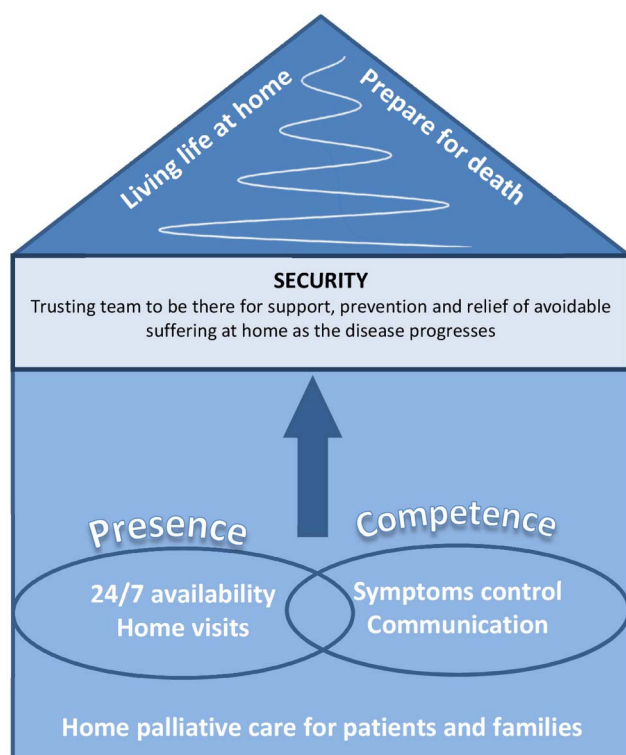 Living life at home
Prepare for death
SECURITY
Trusting team to be there for support, prevention and relief of avoidable
suffering at home as the disease progresses
Presence
Competence
24/7 availability
Home visits
Symptoms control
Communication
Home palliative care for patients and families